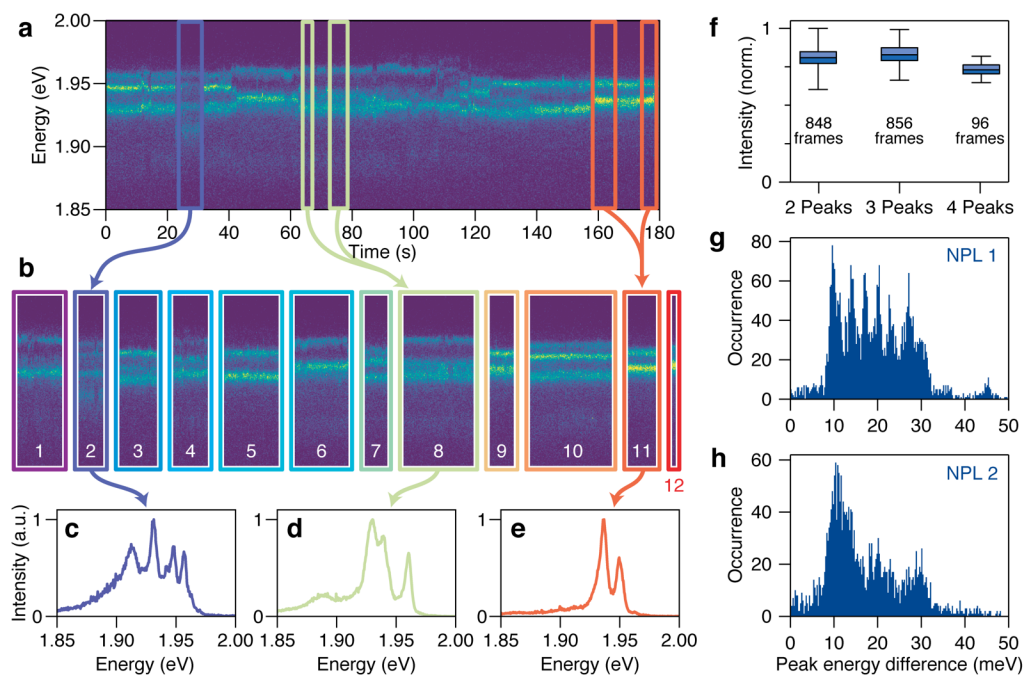 a
2.00
1.95
1.90
1.85
Energy (eV)
0 20 40 60 80 100 120 140 160 180
Time (s)
b
1 2 3 4 5 6 7 8 9 10 11
12
c
1
0
Intensity (a.u.)
1.85 1.90 1.95 2.00
Energy (eV)
d
1
0
1.85 1.90 1.95 2.00
Energy (eV)
e
1
0
1.85 1.90 1.95 2.00
Energy (eV)
f
1
0
Intensity (norm.)
848 856 96
frames frames frames
2 Peaks 3 Peaks 4 Peaks
g
NPL 1
80
60
40
20
0
Occurrence
0 10 20 30 40 50
h
NPL 2
60
40
20
0
Occurrence
0 10 20 30 40 50
Peak energy difference (meV)